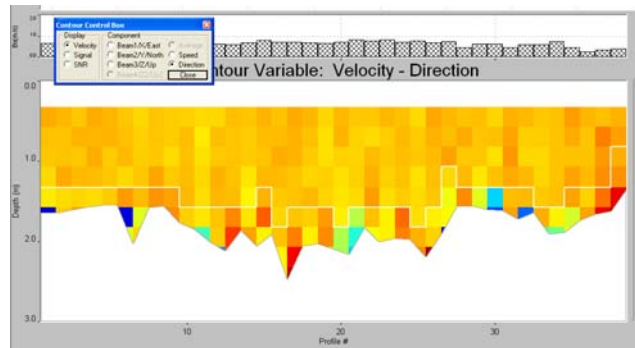 Contour Control Box
Display
Velocity
Signal
SNR
Component
Beam1/X/East
Beam2/Y/North
Beam3/Z/Up
Average
Speed
Direction
Close
ntour Variable: Velocity - Direction
0.0
1.0
2.0
3.0
Depth (m)
10
20
30
Profile #